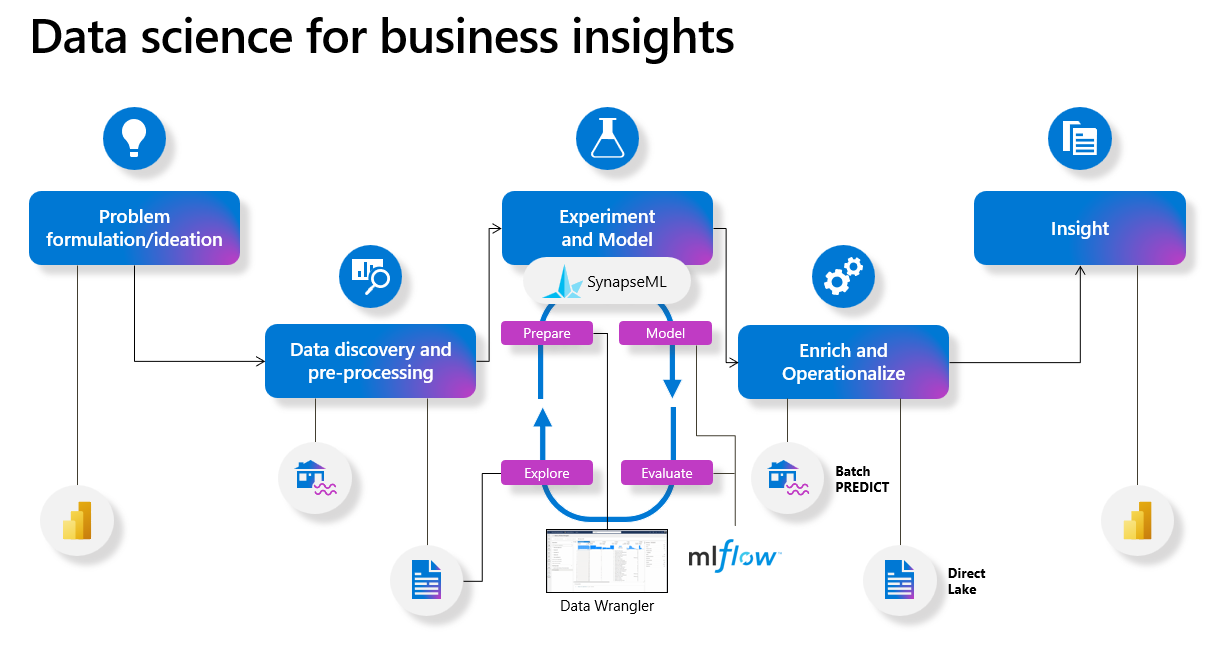 Data science for business insights
Problem
formulation/ideation
Data discovery and
pre-processing
Experiment
and Model
SynapseML
Prepare
Model
Explore
Evaluate
Data Wrangler
mlflow
Enrich and
Operationalize
Batch
PREDICT
Direct
Lake
Insight